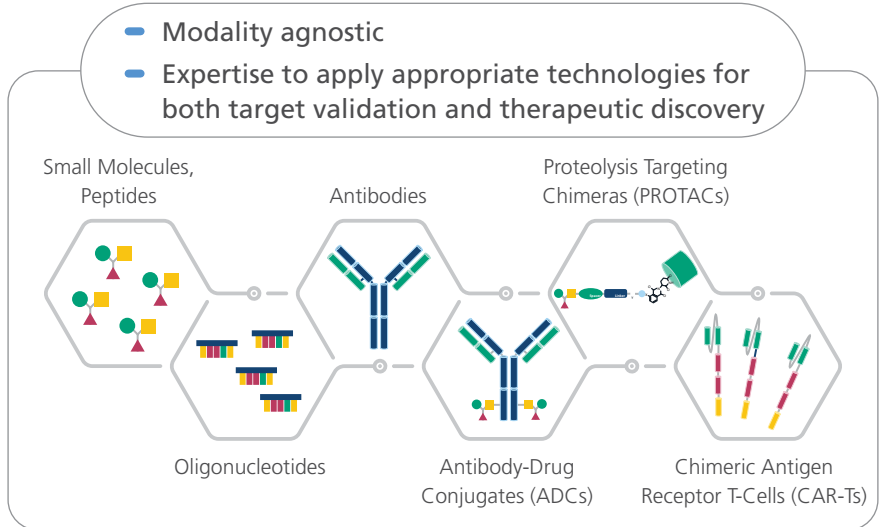 Modality agnostic
Expertise to apply appropriate technologies for
both target validation and therapeutic discovery
Small Molecules,
Peptides
Antibodies
Proteolysis Targeting
Chimeras (PROTACs)
Oligonucleotides
Antibody-Drug
Conjugates (ADCs)
Chimeric Antigen
Receptor T-Cells (CAR-Ts)